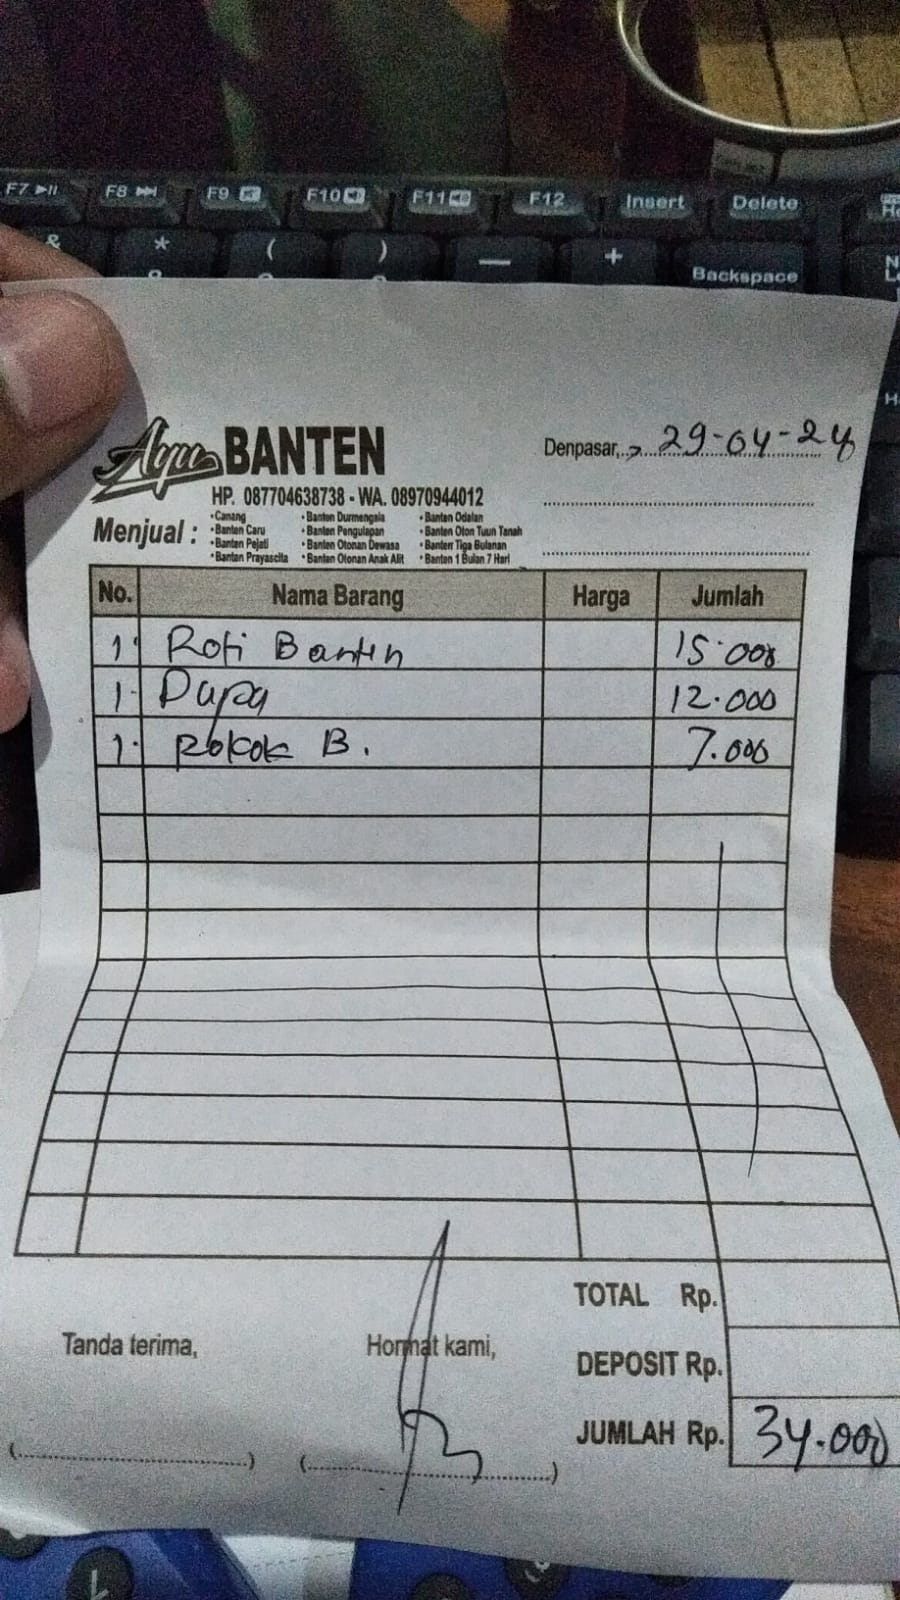 F7 F8 F9 F10 F11 F12 Insert Delete
& * ( ) — +
Backspace
Ayu BANTEN
Denpasar, 29-04-24
HP. 087704638738 - WA. 08970944012
Menjual :
•Canang •Banten Durmengala •Banten Odalan
•Banten Caru •Banten Pengulapan •Banten Oton Tuun Tanah
•Banten Pejati •Banten Otonan Dewasa •Banten Tiga Bulanan
•Banten Prayascita •Banten Otonan Anak Alit •Banten 1 Bulan 7 Hari
No. Nama Barang Harga Jumlah
1. Roti Banten 15.000
1. Dupa 12.000
1. Rokok B. 7.000
TOTAL Rp.
Tanda terima, Hormat kami,
DEPOSIT Rp.
JUMLAH Rp. 34.000